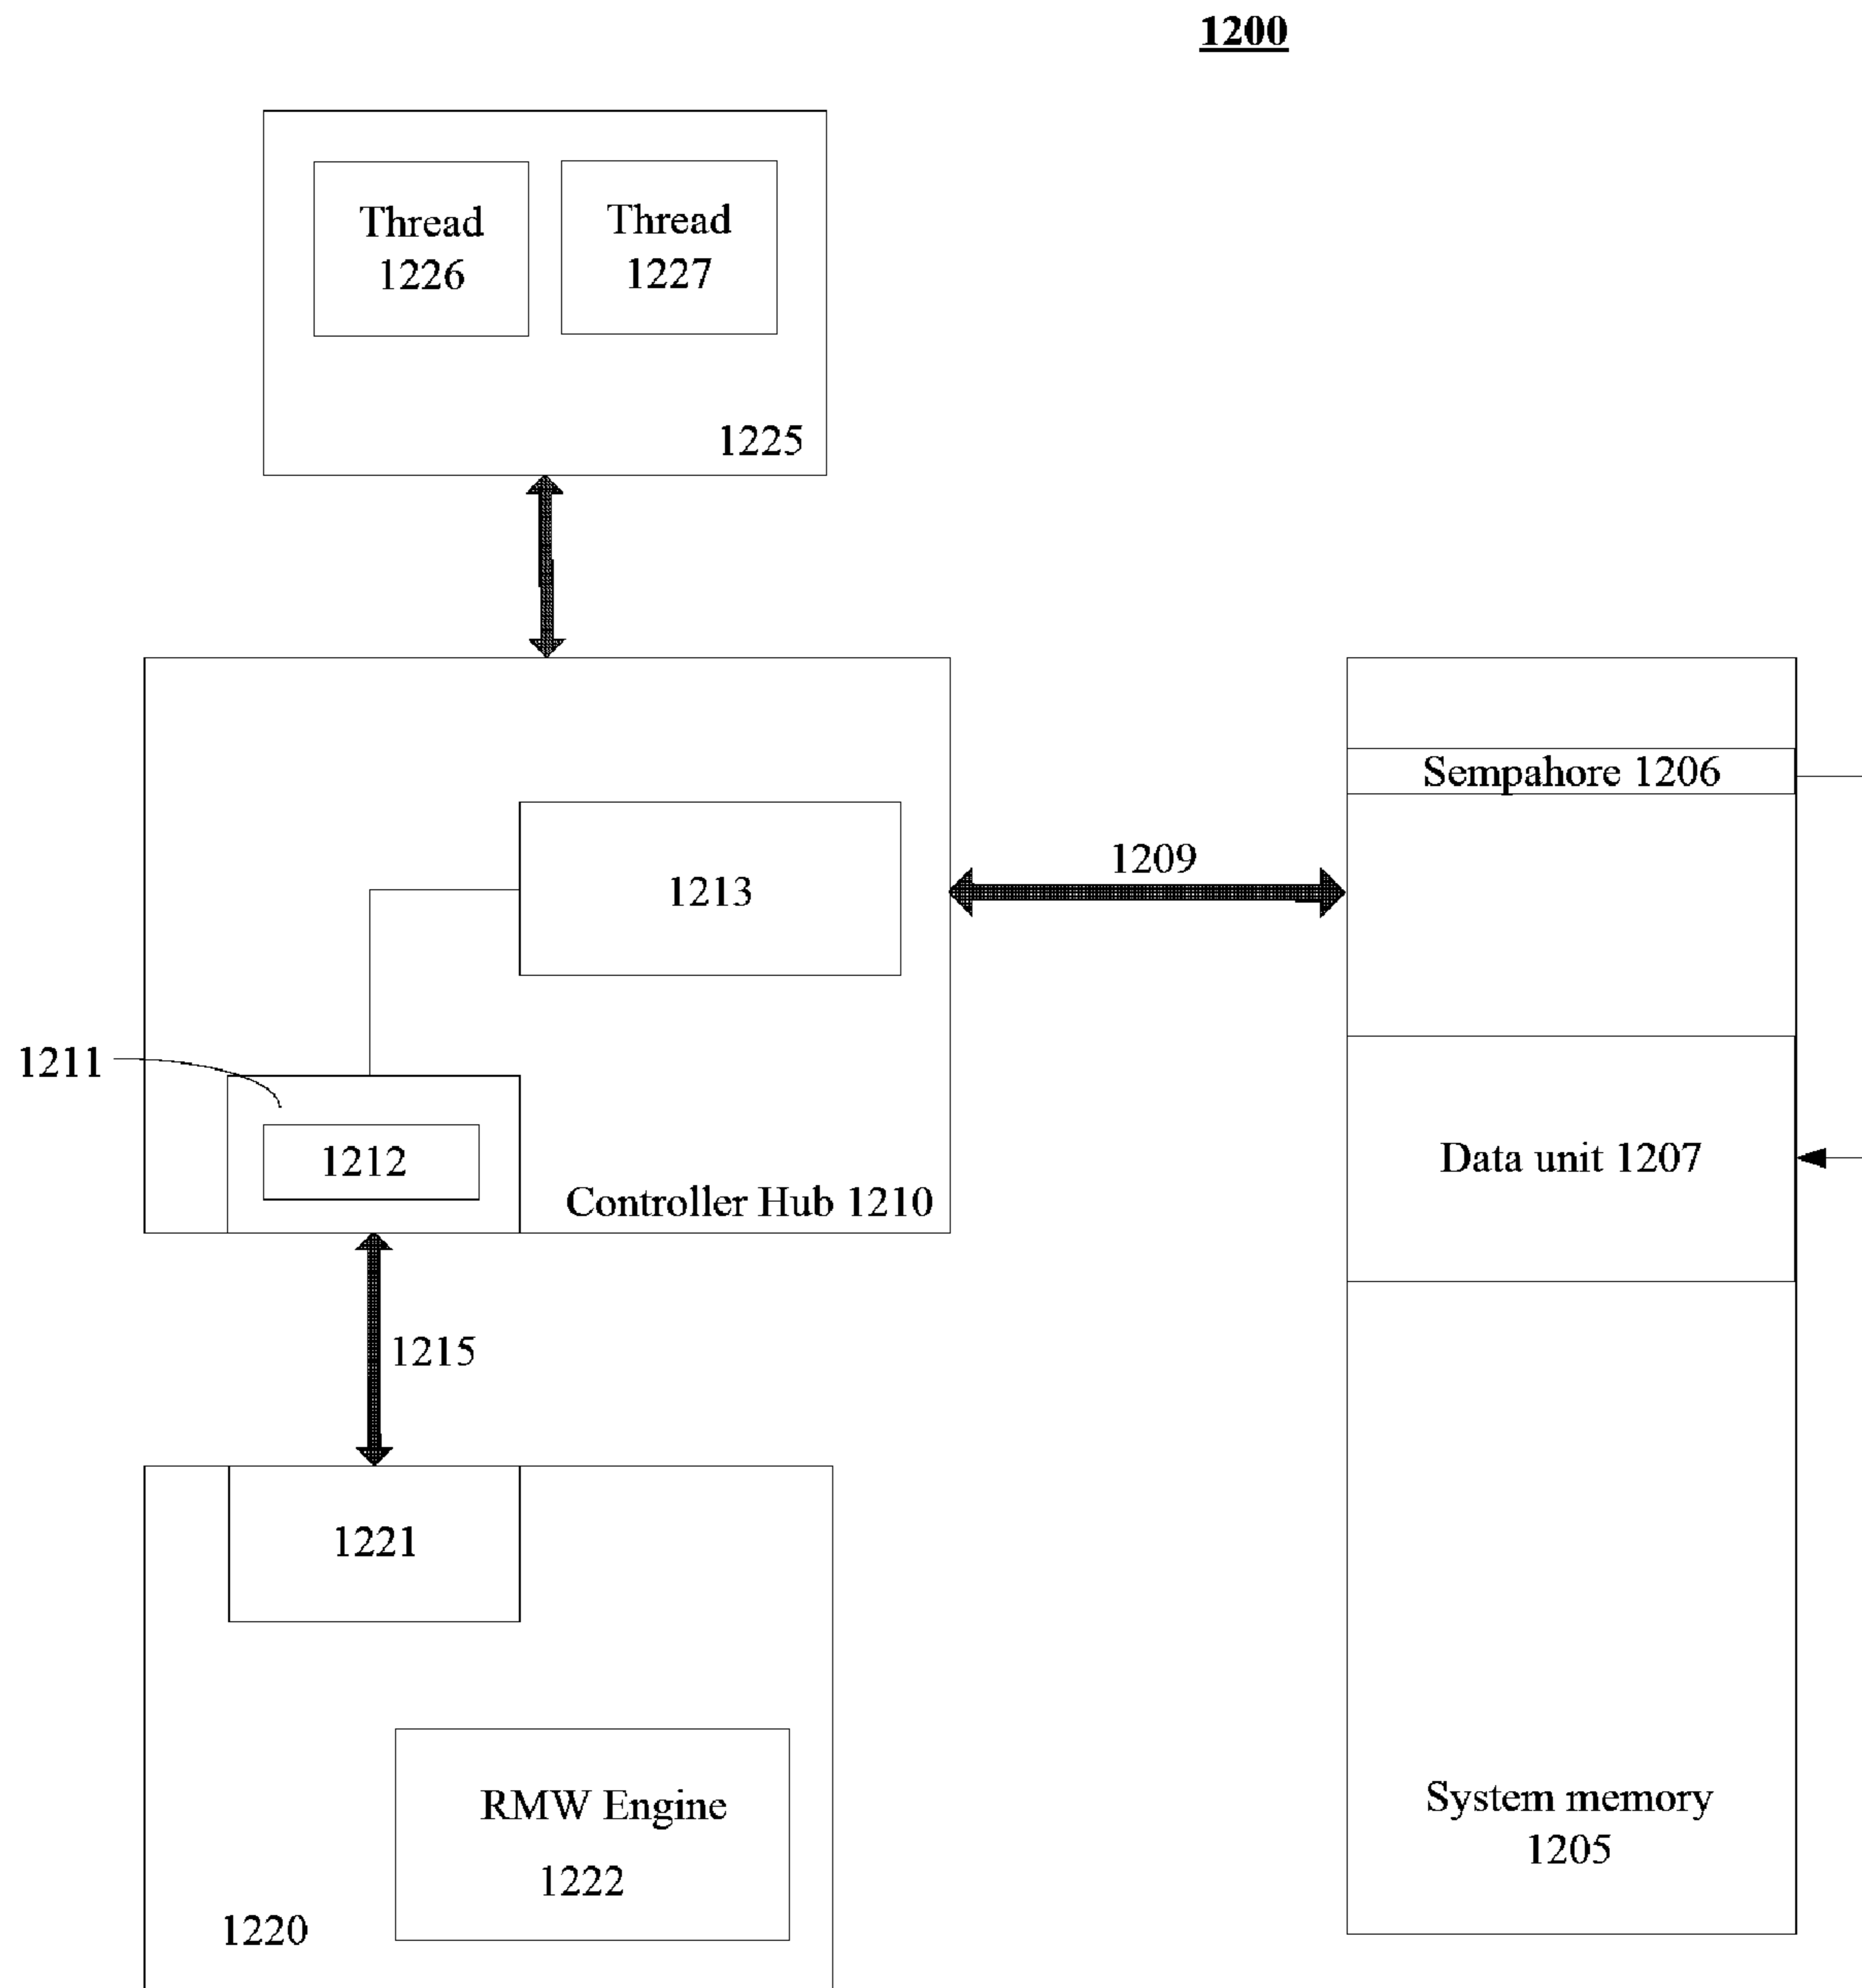 1200
Thread
1226
Thread
1227
1225
Sempahore 1206
1209
1213
1211
1212
Data unit 1207
Controller Hub 1210
1215
1221
RMW Engine
1222
System memory
1205
1220